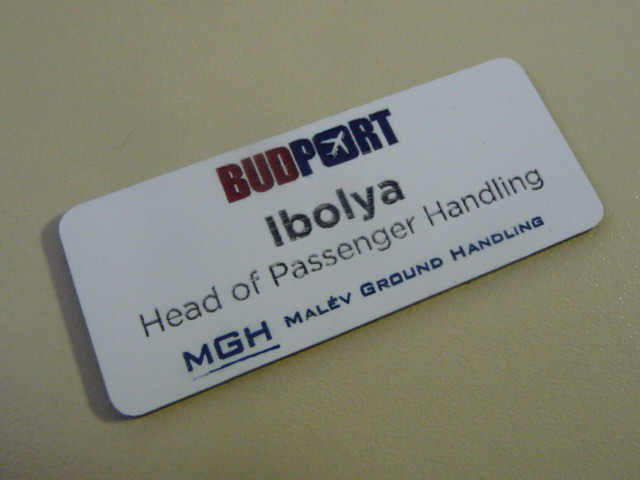 BUDPORT
Ibolya
Head of Passenger Handling
MGH MALÉV GROUND HANDLING